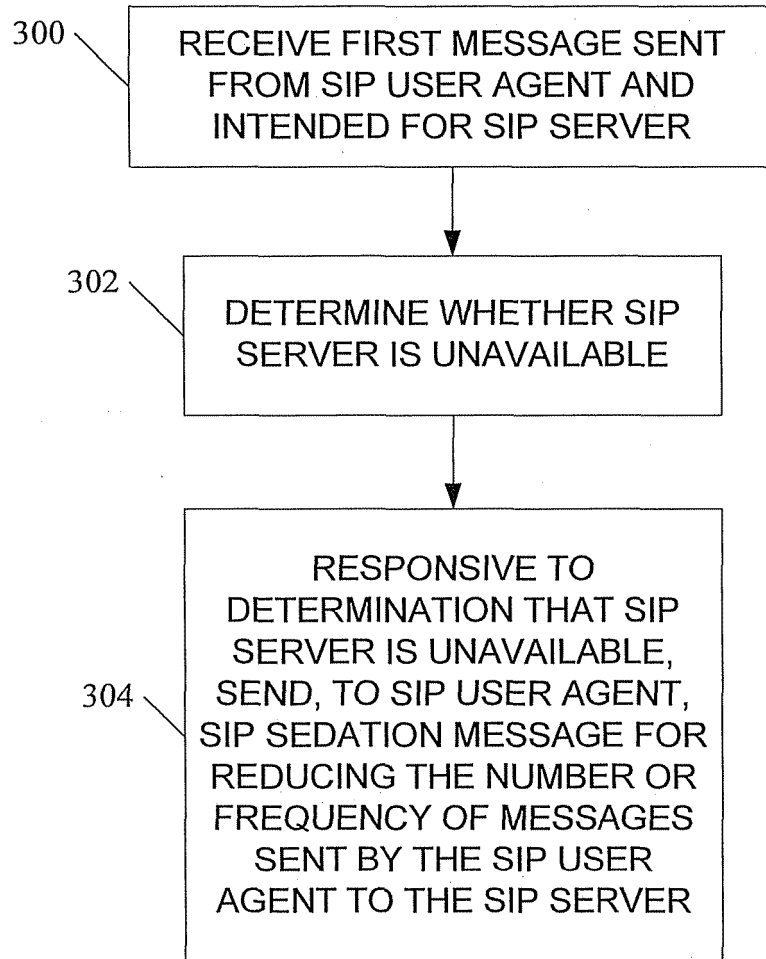 300
RECEIVE FIRST MESSAGE SENT
FROM SIP USER AGENT AND
INTENDED FOR SIP SERVER
302
DETERMINE WHETHER SIP
SERVER IS UNAVAILABLE
304
RESPONSIVE TO
DETERMINATION THAT SIP
SERVER IS UNAVAILABLE,
SEND, TO SIP USER AGENT,
SIP SEDATION MESSAGE FOR
REDUCING THE NUMBER OR
FREQUENCY OF MESSAGES
SENT BY THE SIP USER
AGENT TO THE SIP SERVER